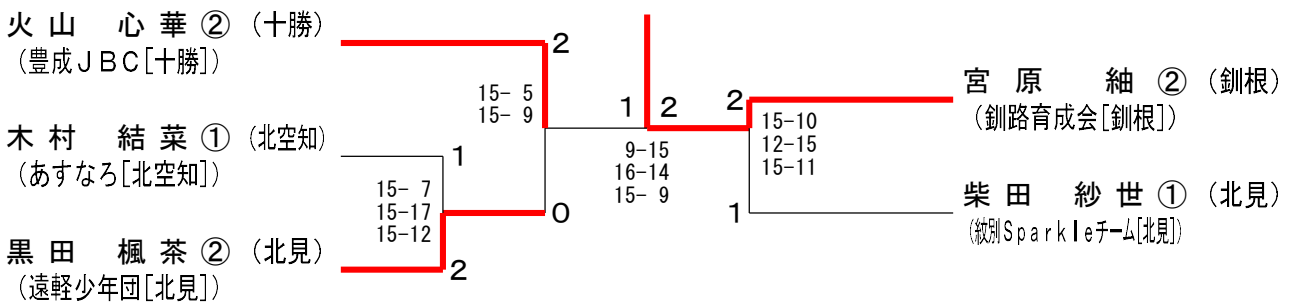 火山 心華② (十勝)
(豊成JBC[十勝])
木村 結菜① (北空知)
(あすなろ[北空知])
黒田 楓茶② (北見)
(遠軽少年団[北見])
2
15- 5
15- 9
1
15- 7
15-17
15-12
0
2
1
2
9-15
16-14
15- 9
2
15-10
12-15
15-11
1
宮原 紬② (釧根)
(釧路育成会[釧根])
柴田 紗世① (北見)
(紋別Sparkleチーム[北見])